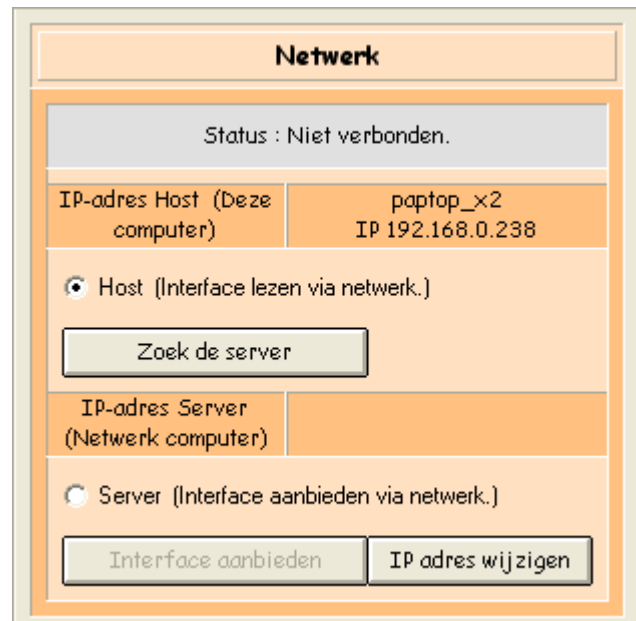 Netwerk
Status : Niet verbonden.
IP-adres Host (Deze computer)
paptop_x2
IP 192.168.0.238
Host (Interface lezen via netwerk.)
Zoek de server
IP-adres Server
(Netwerk computer)
Server (Interface aanbieden via netwerk.)
Interface aanbieden
IP adres wijzigen